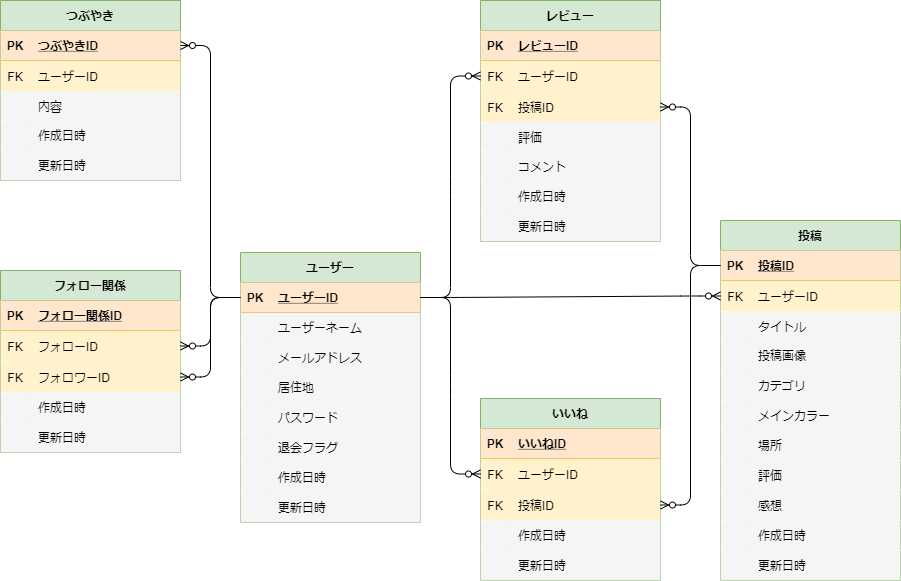 つぶやき
PK つぶやきID
FK ユーザーID
内容
作成日時
更新日時
フォロー関係
PK フォロー関係ID
FK フォローID
FK フォロワーID
作成日時
更新日時
ユーザー
PK ユーザーID
ユーザーネーム
メールアドレス
居住地
パスワード
退会フラグ
作成日時
更新日時
レビュー
PK レビューID
FK ユーザーID
FK 投稿ID
評価
コメント
作成日時
更新日時
いいね
PK いいねID
FK ユーザーID
FK 投稿ID
作成日時
更新日時
投稿
PK 投稿ID
FK ユーザーID
タイトル
投稿画像
カテゴリ
メインカラー
場所
評価
感想
作成日時
更新日時